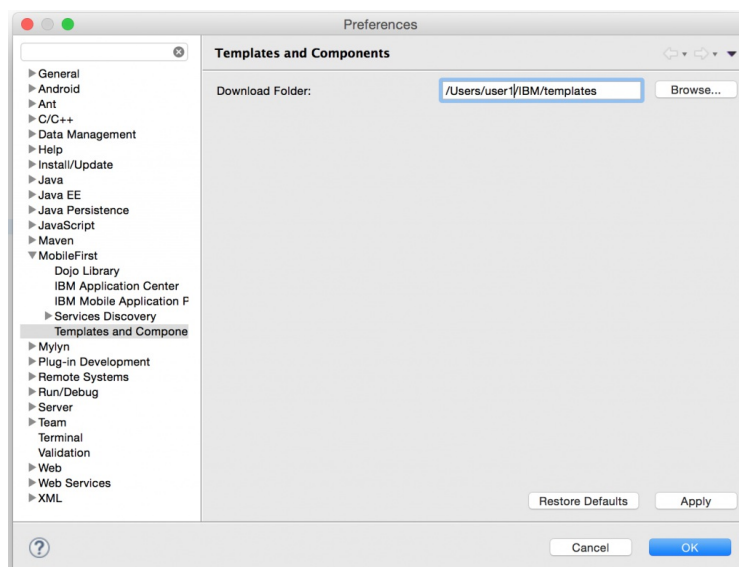 Preferences
Templates and Components
General
Android
Ant
C/C++
Data Management
Help
Install/Update
Java
Java EE
Java Persistence
JavaScript
Maven
MobileFirst
Dojo Library
IBM Application Center
IBM Mobile Application P
Services Discovery
Templates and Compone
Mylyn
Plug-in Development
Remote Systems
Run/Debug
Server
Team
Terminal
Validation
Web
Web Services
XML
Download Folder: /Users/user1/IBM/templates Browse...
Restore Defaults Apply
? Cancel OK